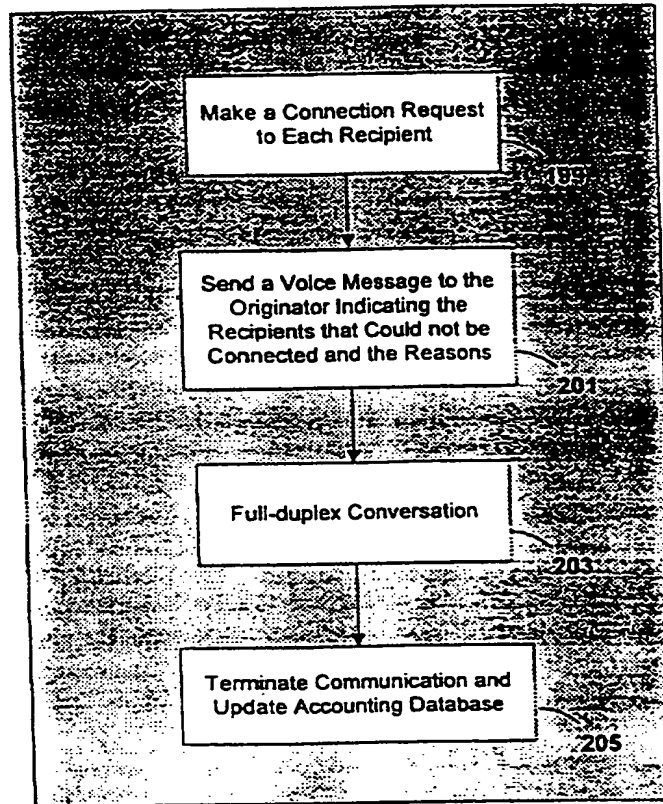 Make a Connection Request
to Each Recipient
199
Send a Voice Message to the
Originator Indicating the
Recipients that Could not be
Connected and the Reasons
201
Full-duplex Conversation
203
Terminate Communication and
Update Accounting Database
205